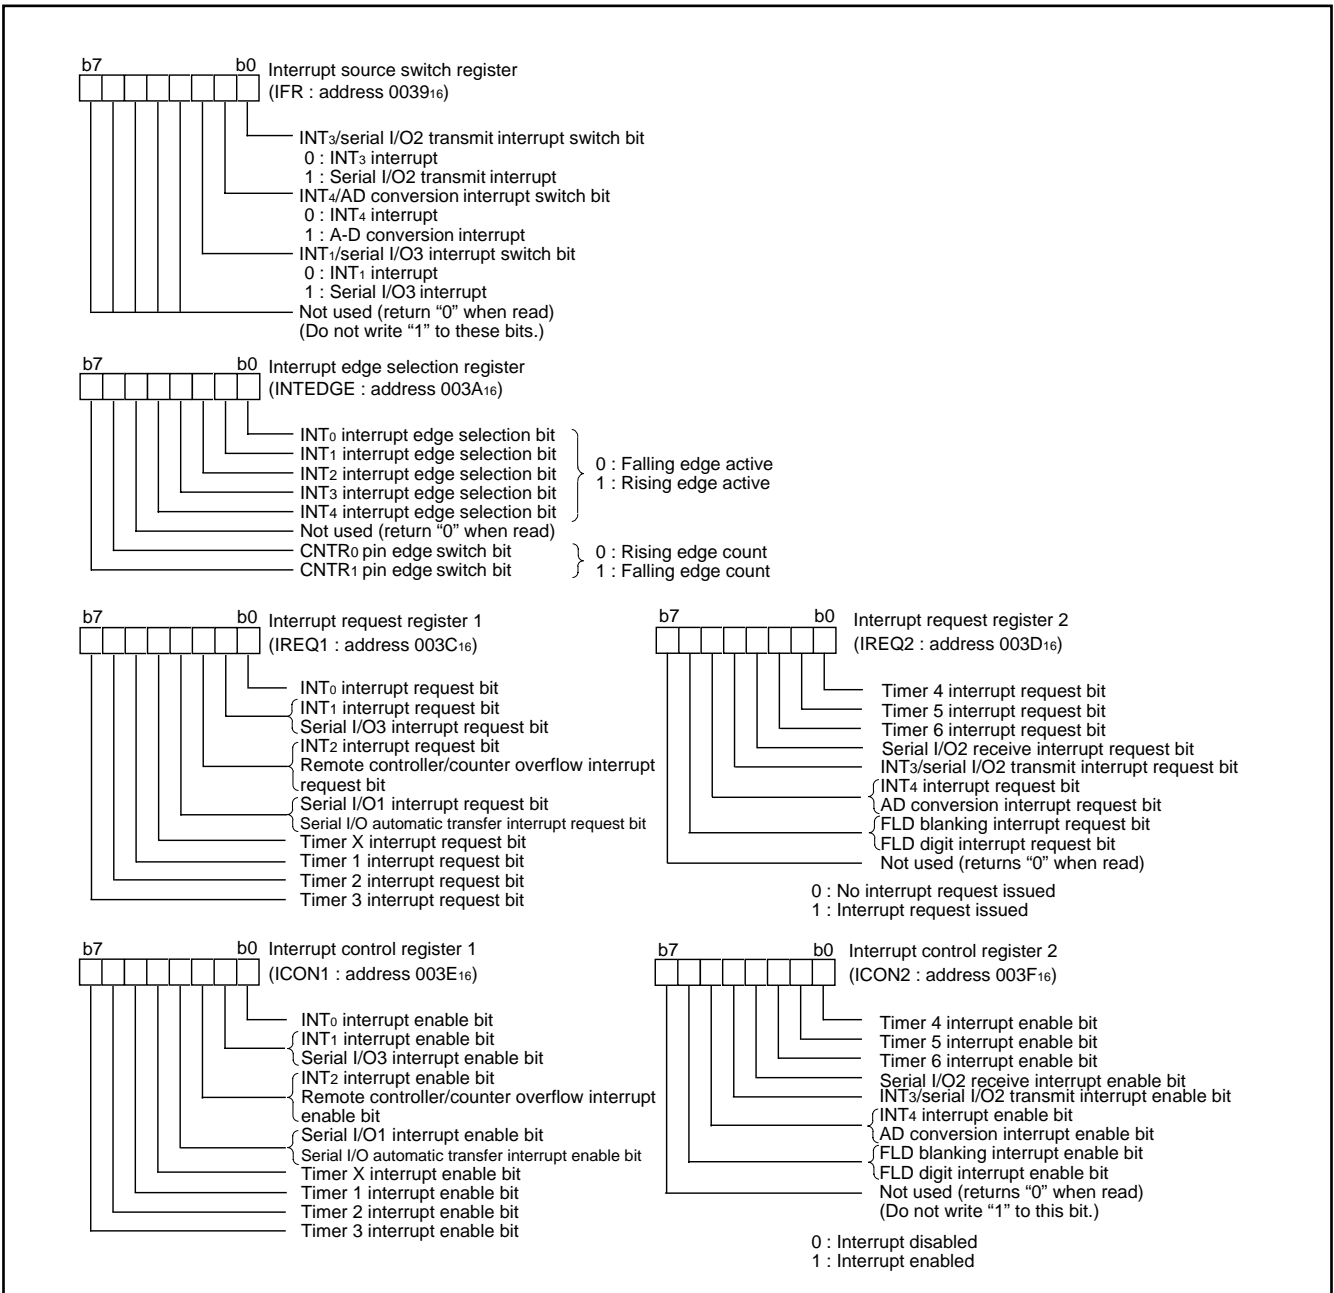 b7 b0 Interrupt source switch register
(IFR : address 003916)
INT3/serial I/O2 transmit interrupt switch bit
0 : INT3 interrupt
1 : Serial I/O2 transmit interrupt
INT4/AD conversion interrupt switch bit
0 : INT4 interrupt
1 : A-D conversion interrupt
INT1/serial I/O3 interrupt switch bit
0 : INT1 interrupt
1 : Serial I/O3 interrupt
Not used (return “0” when read)
(Do not write “1” to these bits.)
b7 b0 Interrupt edge selection register
(INTEDGE : address 003A16)
INT0 interrupt edge selection bit
INT1 interrupt edge selection bit
INT2 interrupt edge selection bit
INT3 interrupt edge selection bit
INT4 interrupt edge selection bit
0 : Falling edge active
1 : Rising edge active
Not used (return “0” when read)
CNTR0 pin edge switch bit
CNTR1 pin edge switch bit
0 : Rising edge count
1 : Falling edge count
b7 b0 Interrupt request register 1
(IREQ1 : address 003C16)
INT0 interrupt request bit
INT1 interrupt request bit
Serial I/O3 interrupt request bit
INT2 interrupt request bit
Remote controller/counter overflow interrupt
request bit
Serial I/O1 interrupt request bit
Serial I/O automatic transfer interrupt request bit
Timer X interrupt request bit
Timer 1 interrupt request bit
Timer 2 interrupt request bit
Timer 3 interrupt request bit
b7 b0 Interrupt request register 2
(IREQ2 : address 003D16)
Timer 4 interrupt request bit
Timer 5 interrupt request bit
Timer 6 interrupt request bit
Serial I/O2 receive interrupt request bit
INT3/serial I/O2 transmit interrupt request bit
INT4 interrupt request bit
AD conversion interrupt request bit
FLD blanking interrupt request bit
FLD digit interrupt request bit
Not used (returns “0” when read)
0 : No interrupt request issued
1 : Interrupt request issued
b7 b0 Interrupt control register 1
(ICON1 : address 003E16)
INT0 interrupt enable bit
INT1 interrupt enable bit
Serial I/O3 interrupt enable bit
INT2 interrupt enable bit
Remote controller/counter overflow interrupt
enable bit
Serial I/O1 interrupt enable bit
Serial I/O automatic transfer interrupt enable bit
Timer X interrupt enable bit
Timer 1 interrupt enable bit
Timer 2 interrupt enable bit
Timer 3 interrupt enable bit
b7 b0 Interrupt control register 2
(ICON2 : address 003F16)
Timer 4 interrupt enable bit
Timer 5 interrupt enable bit
Timer 6 interrupt enable bit
Serial I/O2 receive interrupt enable bit
INT3/serial I/O2 transmit interrupt enable bit
INT4 interrupt enable bit
AD conversion interrupt enable bit
FLD blanking interrupt enable bit
FLD digit interrupt enable bit
Not used (returns “0” when read)
(Do not write “1” to this bit.)
0 : Interrupt disabled
1 : Interrupt enabled